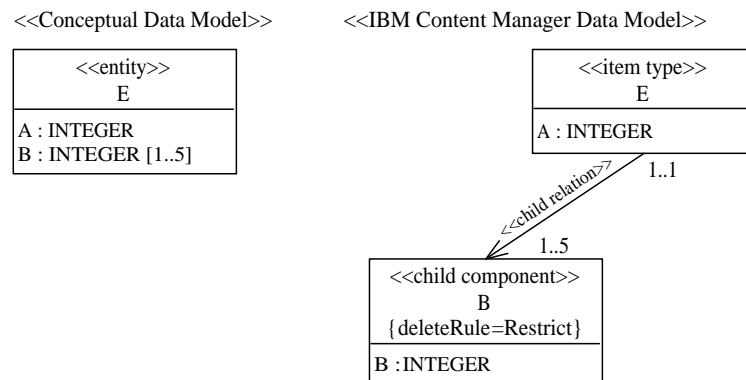 <<Conceptual Data Model>>
<<IBM Content Manager Data Model>>
<<entity>>
E
A : INTEGER
B : INTEGER [1..5]
<<item type>>
E
A : INTEGER
1..1
<<child relation>>
1..5
<<child component>>
B
{deleteRule=Restrict}
B :INTEGER